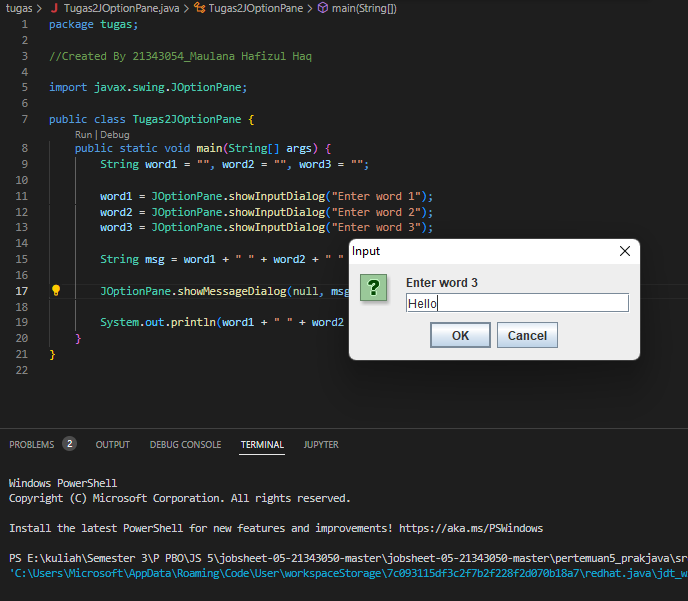 tugas > J Tugas2JOptionPane.java > Tugas2JOptionPane > main(String[])
1 package tugas;
2
3 //Created By 21343054_Maulana Hafizul Haq
4
5 import javax.swing.JOptionPane;
6
7 public class Tugas2JOptionPane {
Run | Debug
8 public static void main(String[] args) {
9 String word1 = "", word2 = "", word3 = "";
10
11 word1 = JOptionPane.showInputDialog("Enter word 1");
12 word2 = JOptionPane.showInputDialog("Enter word 2");
13 word3 = JOptionPane.showInputDialog("Enter word 3");
14
15 String msg = word1 + " " + word2 + " "
16
17 JOptionPane.showMessageDialog(null, msg
18
19 System.out.println(word1 + " " + word2
20 }
21 }
22
Input
Enter word 3
Hello
OK Cancel
PROBLEMS 2 OUTPUT DEBUG CONSOLE TERMINAL JUPYTER
Windows PowerShell
Copyright (C) Microsoft Corporation. All rights reserved.
Install the latest PowerShell for new features and improvements! https://aka.ms/PSWindows
PS E:\kuliah\Semester 3\P PBO\JS 5\jobsheet-05-21343050-master\jobsheet-05-21343050-master\pertemuan5_prakjava\sr
'C:\Users\Microsoft\AppData\Roaming\Code\User\workspaceStorage\7c093115df3c2f7b2f228f2d070b18a7\redhat.java\jdt_w